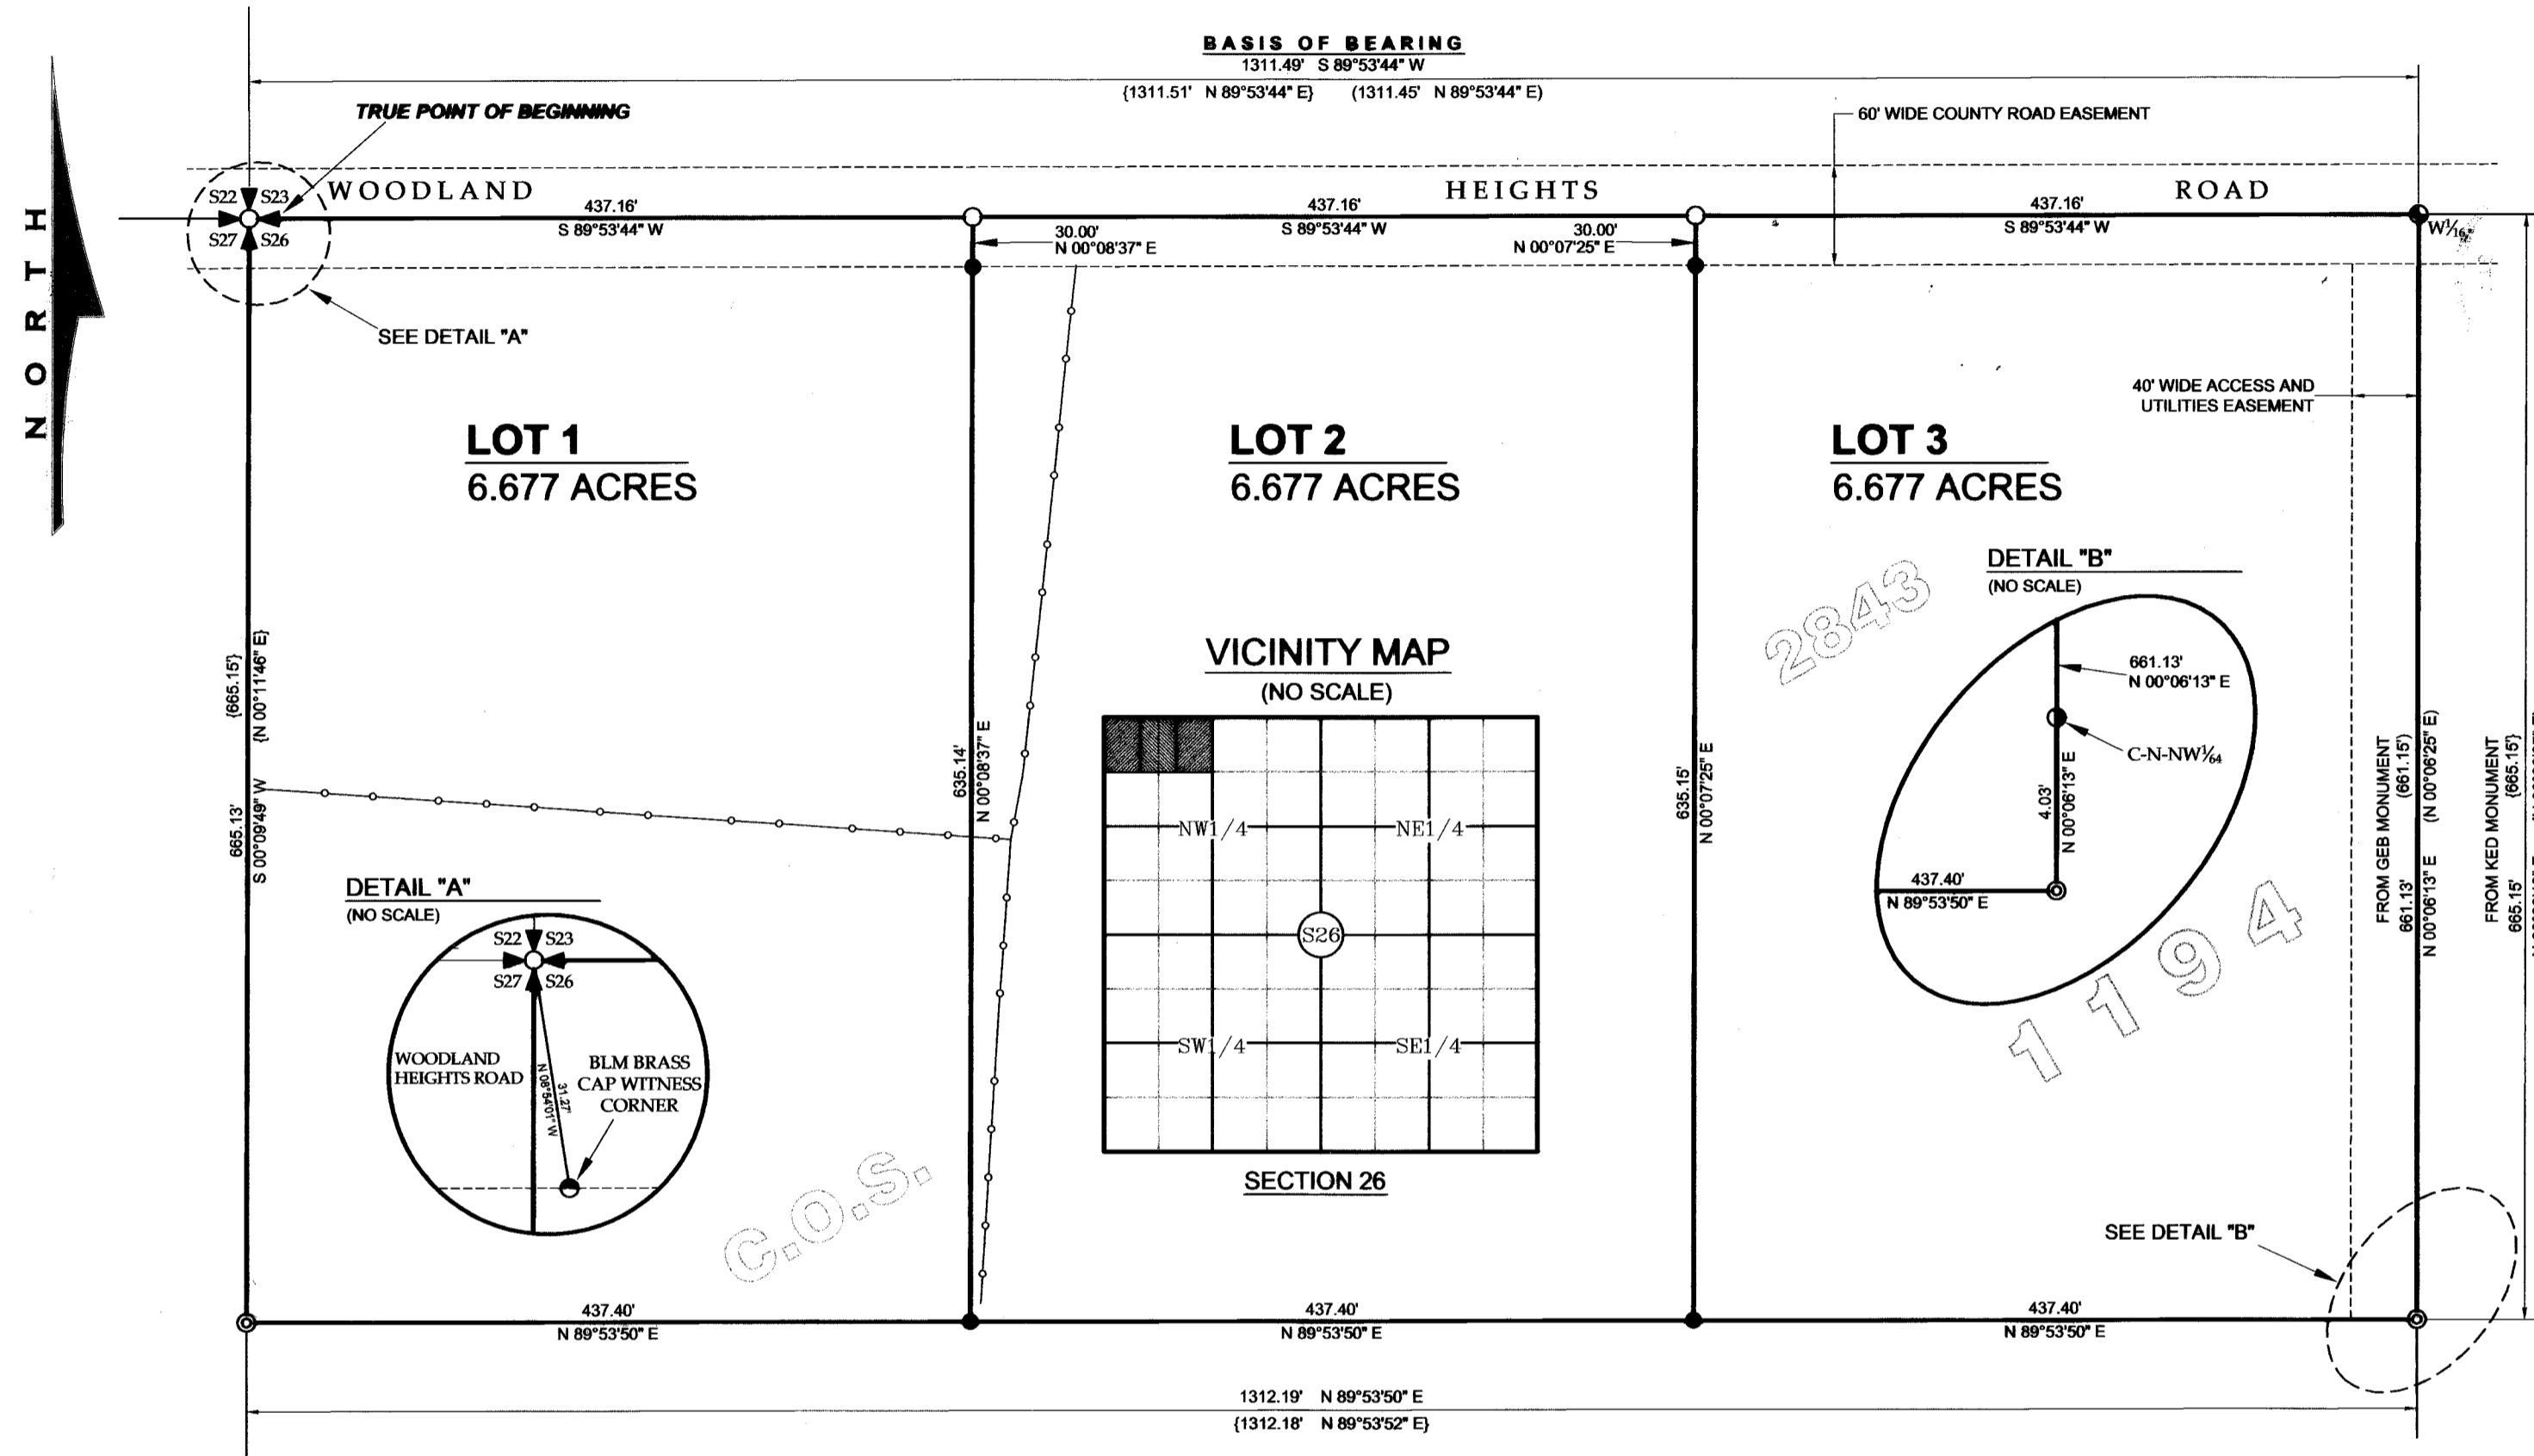 BASIS OF BEARING
1311.49' S 89°53'44" W
{1311.51' N 89°53'44" E} (1311.45' N 89°53'44" E)
TRUE POINT OF BEGINNING
60' WIDE COUNTY ROAD EASEMENT
NORTH
S22 S23
S27 S26
WOODLAND HEIGHTS ROAD
437.16'
S 89°53'44" W
437.16'
S 89°53'44" W
437.16'
S 89°53'44" W
W1/16
30.00'
N 00°08'37" E
30.00'
N 00°07'25" E
SEE DETAIL "A"
40' WIDE ACCESS AND
UTILITIES EASEMENT
LOT 1
6.677 ACRES
LOT 2
6.677 ACRES
LOT 3
6.677 ACRES
665.13' {665.15'}
S 00°09'49" W {N 00°11'46" E}
635.14'
N 00°08'37" E
635.15'
N 00°07'25" E
VICINITY MAP
(NO SCALE)
NW1/4
NE1/4
S26
SW1/4
SE1/4
SECTION 26
2843
DETAIL "B"
(NO SCALE)
661.13'
N 00°06'13" E
C-N-NW1/64
4.03'
N 00°06'13" E
437.40'
N 89°53'50" E
1194
FROM GEB MONUMENT
661.13' (661.15')
N 00°06'13" E (N 00°06'25" E)
FROM KED MONUMENT
665.15' {665.15'}
DETAIL "A"
(NO SCALE)
S22 S23
S27 S26
WOODLAND
HEIGHTS ROAD
31.27'
N 08°54'01" W
BLM BRASS
CAP WITNESS
CORNER
C.O.S.
SEE DETAIL "B"
437.40'
N 89°53'50" E
437.40'
N 89°53'50" E
437.40'
N 89°53'50" E
1312.19' N 89°53'50" E
{1312.18' N 89°53'52" E}